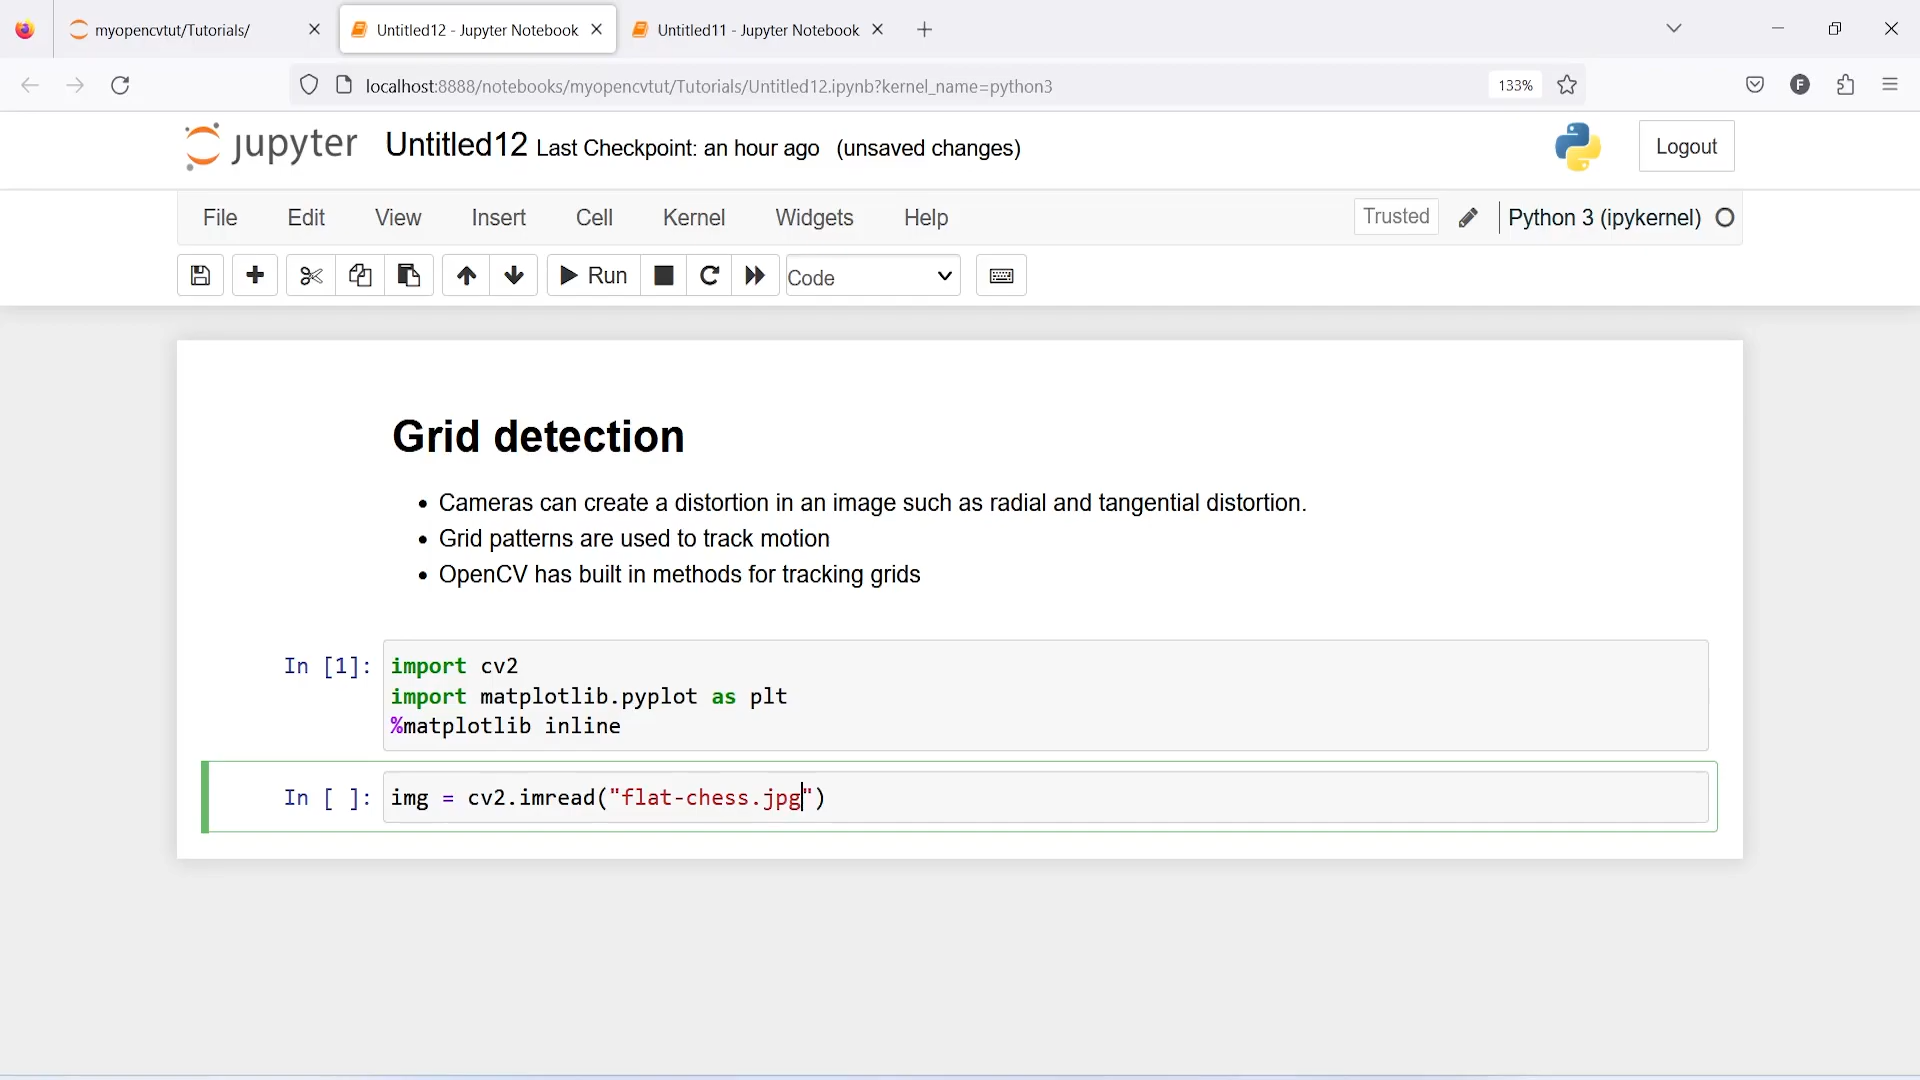 myopencvtut/Tutorials/
Untitled12 - Jupyter Notebook
Untitled11 - Jupyter Notebook
localhost:8888/notebooks/myopencvtut/Tutorials/Untitled12.ipynb?kernel_name=python3
133%
F
jupyter Untitled12 Last Checkpoint: an hour ago (unsaved changes)
Logout
File Edit View Insert Cell Kernel Widgets Help
Trusted
Python 3 (ipykernel)
Run
Code
Grid detection
• Cameras can create a distortion in an image such as radial and tangential distortion.
• Grid patterns are used to track motion
• OpenCV has built in methods for tracking grids
In [1]: import cv2
import matplotlib.pyplot as plt
%matplotlib inline
In [ ]: img = cv2.imread("flat-chess.jpg")